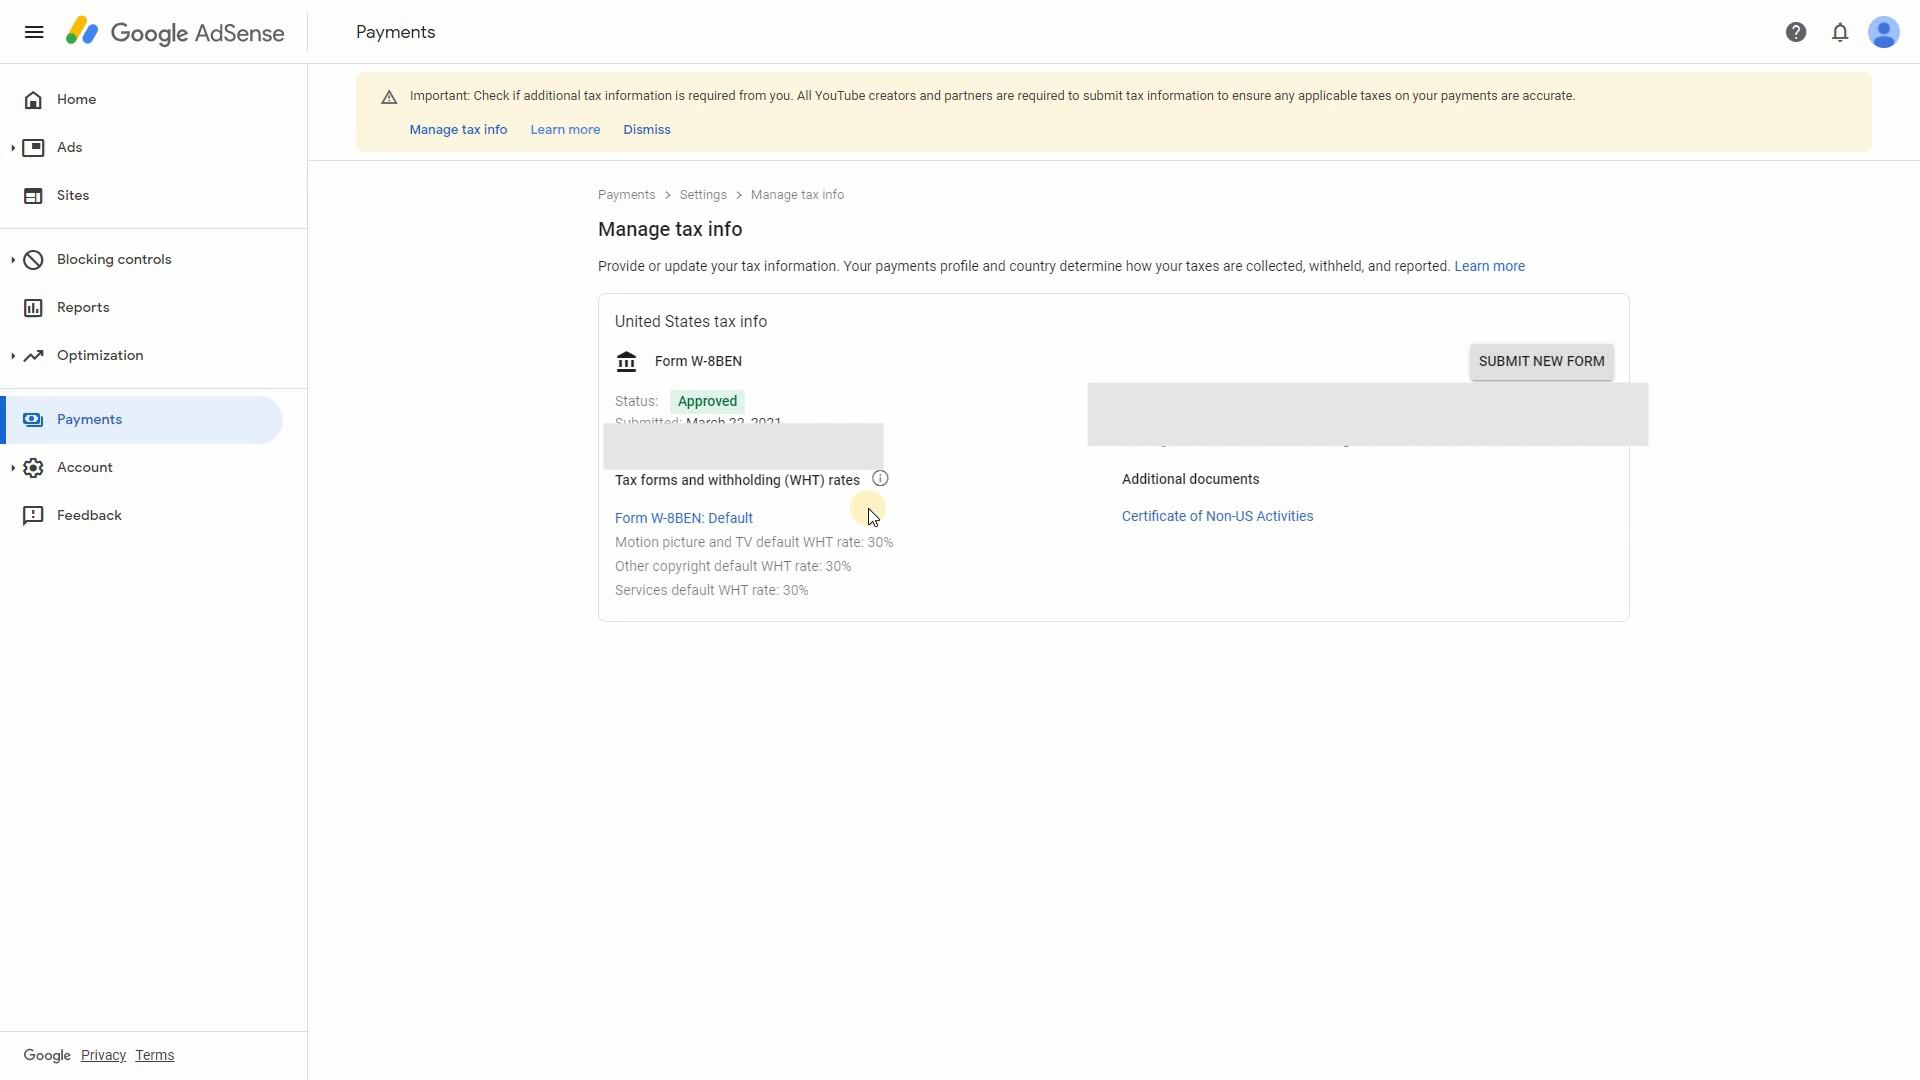 Google AdSense
Payments
Home
Ads
Sites
Blocking controls
Reports
Optimization
Payments
Account
Feedback
Important: Check if additional tax information is required from you. All YouTube creators and partners are required to submit tax information to ensure any applicable taxes on your payments are accurate.
Manage tax info Learn more Dismiss
Payments > Settings > Manage tax info
Manage tax info
Provide or update your tax information. Your payments profile and country determine how your taxes are collected, withheld, and reported. Learn more
United States tax info
Form W-8BEN
SUBMIT NEW FORM
Status: Approved
Submitted: March 22, 2021
Tax forms and withholding (WHT) rates
Form W-8BEN: Default
Motion picture and TV default WHT rate: 30%
Other copyright default WHT rate: 30%
Services default WHT rate: 30%
Additional documents
Certificate of Non-US Activities
Google Privacy Terms